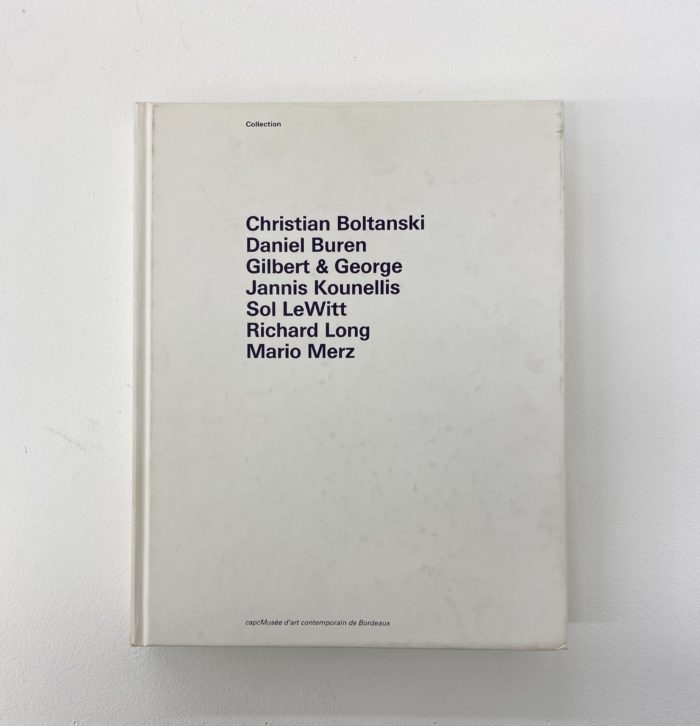 Collection
Christian Boltanski
Daniel Buren
Gilbert & George
Jannis Kounellis
Sol LeWitt
Richard Long
Mario Merz
capcMusée d'art contemporain de Bordeaux